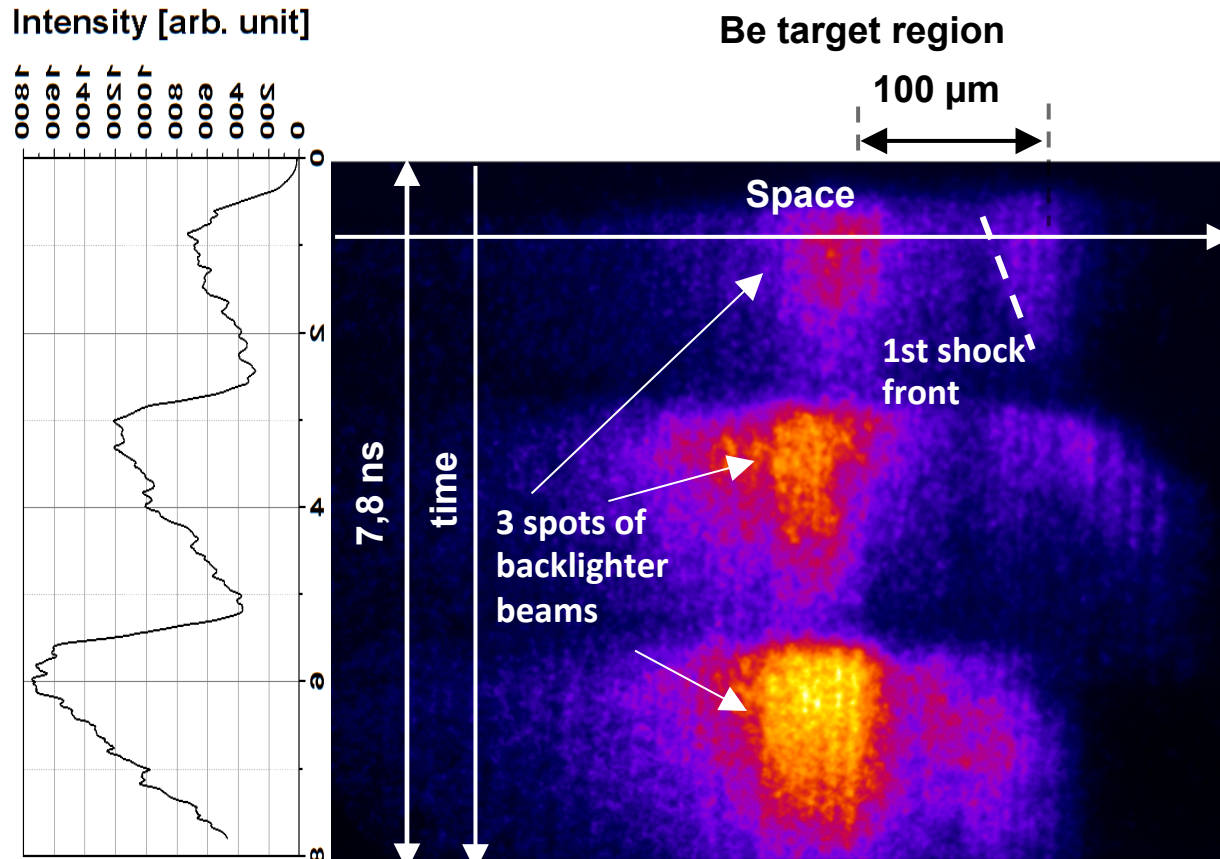 Intensity [arb. unit]
1800
1600
1400
1200
1000
800
600
400
200
0
0
2
4
6
8
Be target region
100 µm
Space
1st shock
front
7,8 ns
time
3 spots of
backlighter
beams